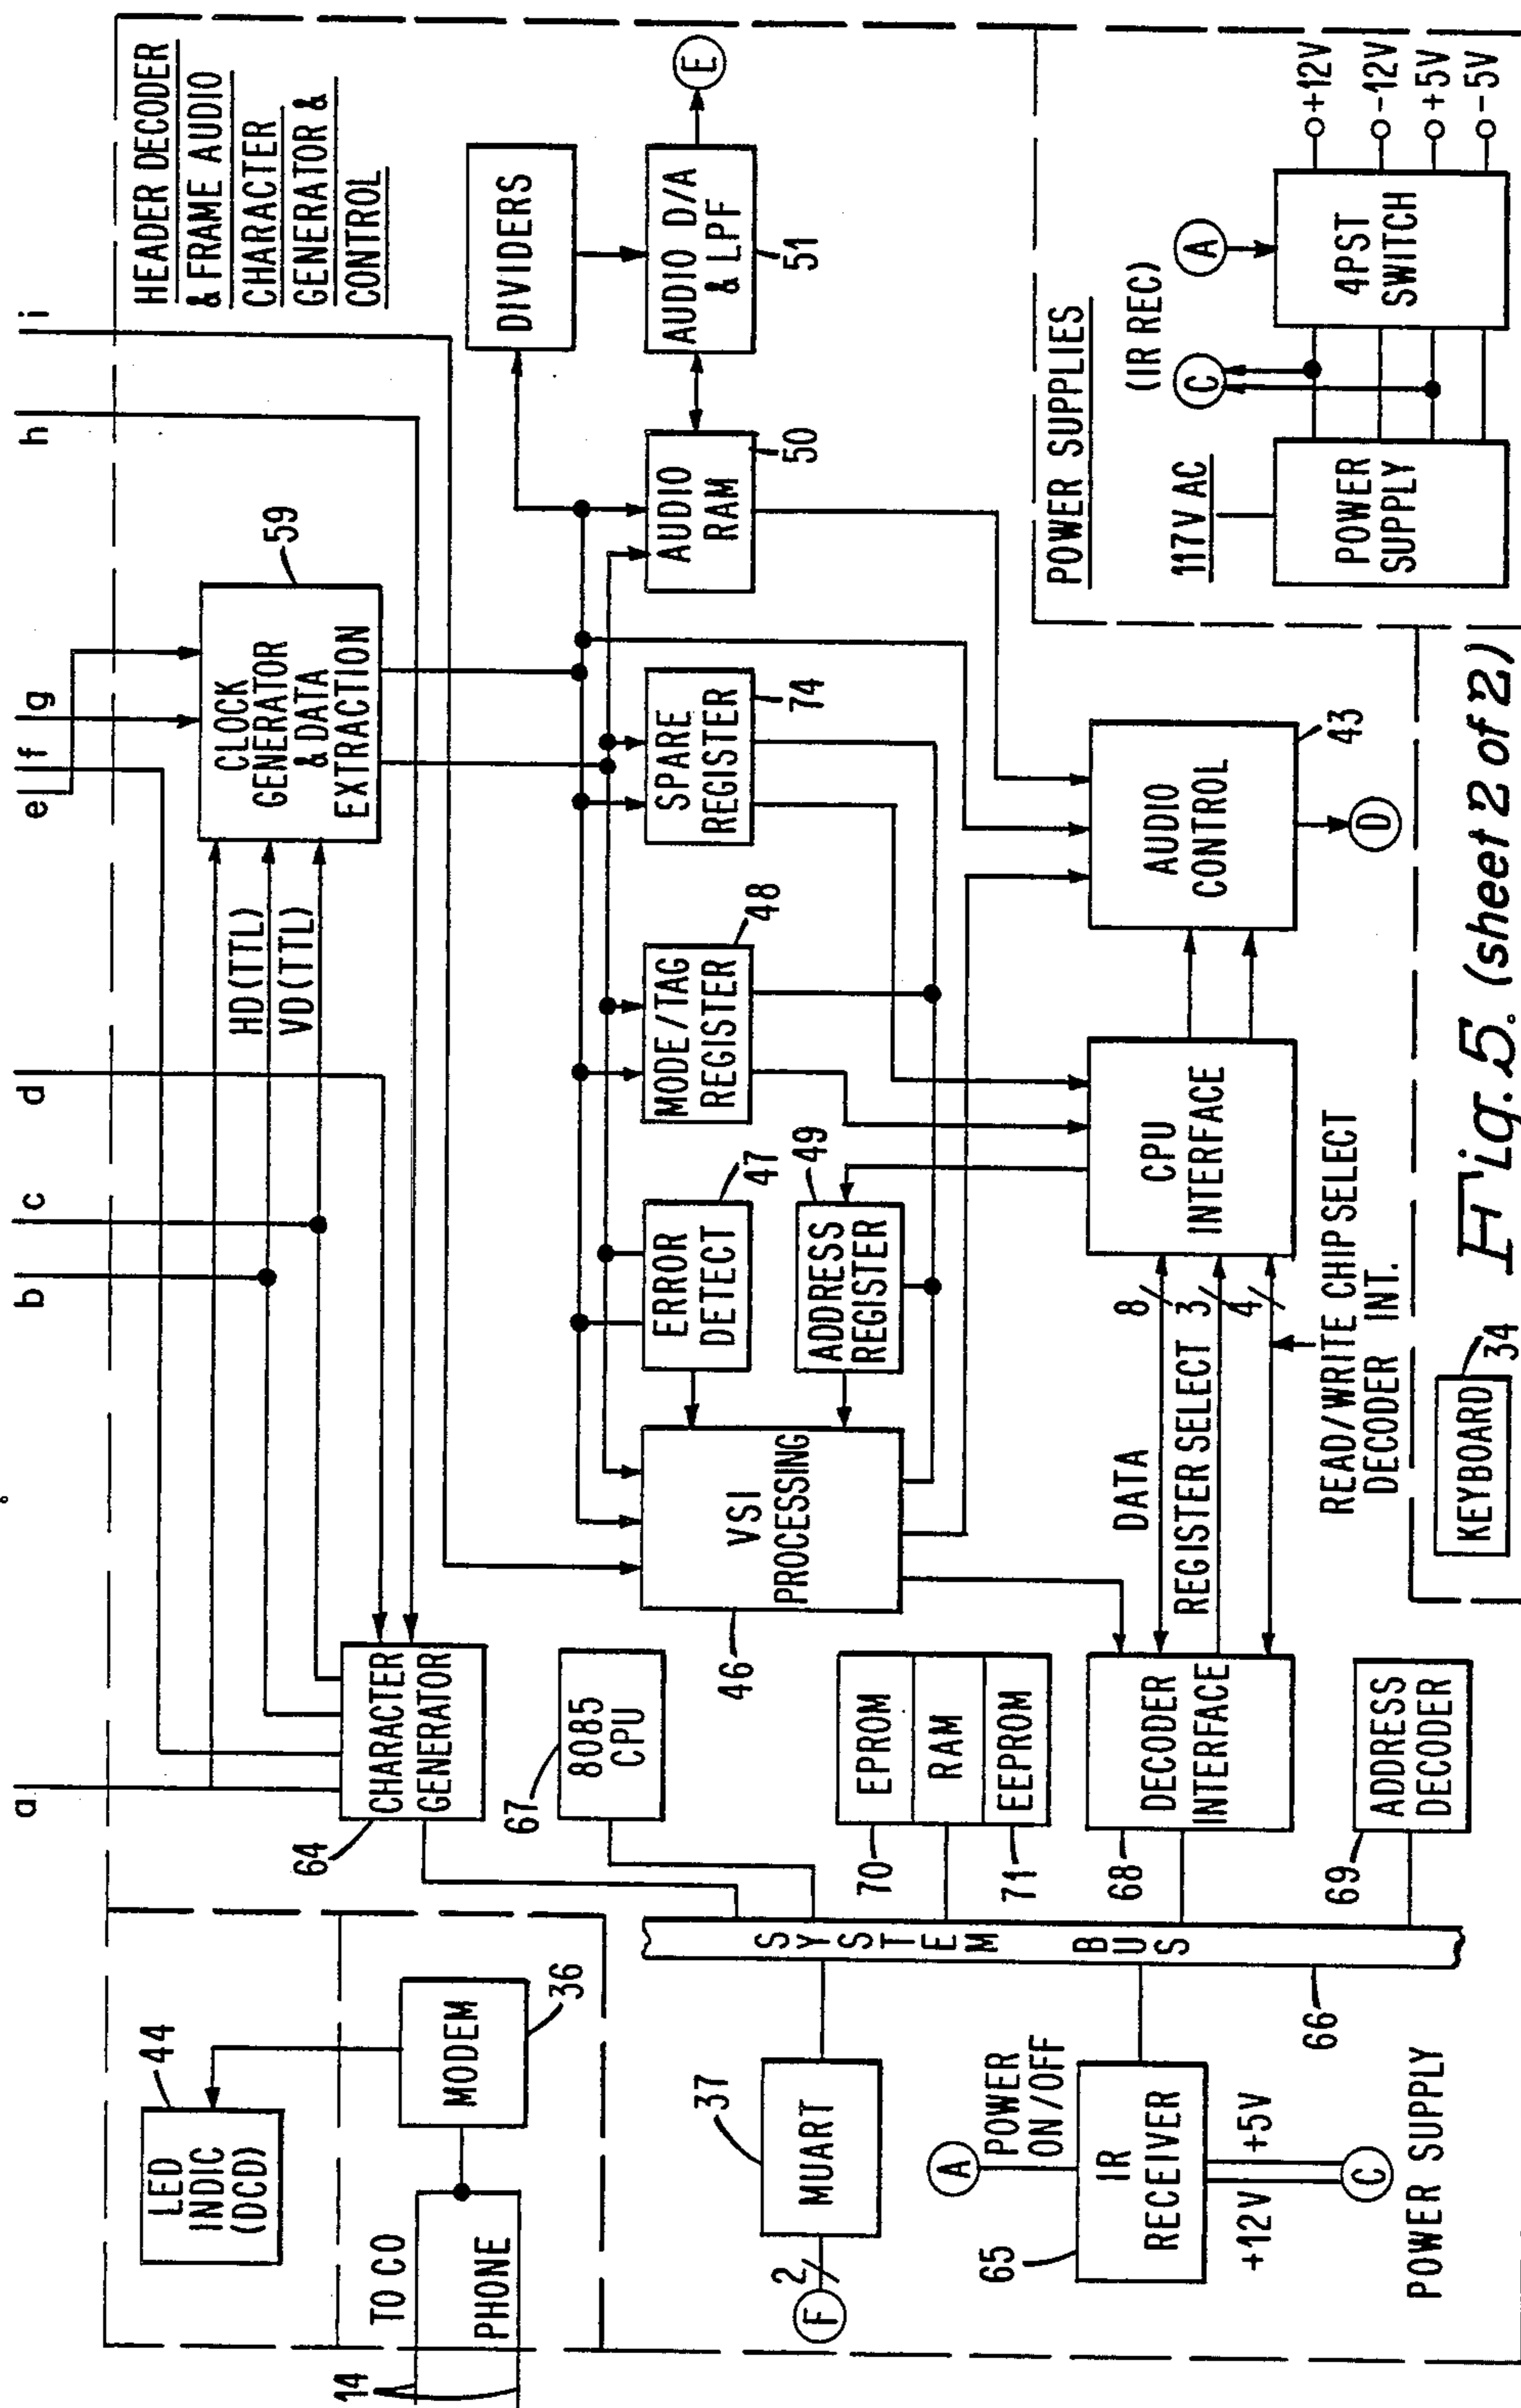 a
b
c
d
e
f
g
h
i
HEADER DECODER
& FRAME AUDIO
CHARACTER
GENERATOR &
CONTROL
LED
INDIC
(DCD)
44
TO CO
PHONE
14
MODEM
36
CHARACTER
GENERATOR
64
HD(TTL)
VD(TTL)
CLOCK
GENERATOR
& DATA
EXTRACTION
59
DIVIDERS
8085
CPU
67
VSI
PROCESSING
46
ERROR
DETECT
47
MODE/TAG
REGISTER
48
SPARE
REGISTER
74
AUDIO
RAM
50
AUDIO D/A
& LPF
51
E
ADDRESS
REGISTER
49
MUART
37
2
F
SYSTEM BUS
66
EPROM
RAM
EEPROM
70
71
A
POWER
ON/OFF
IR
RECEIVER
65
+12V
+5V
C
POWER SUPPLY
DECODER
INTERFACE
68
ADDRESS
DECODER
69
DATA
8
REGISTER SELECT
3
4
READ/WRITE CHIP SELECT
DECODER INT.
CPU
INTERFACE
AUDIO
CONTROL
43
D
KEYBOARD
34
POWER SUPPLIES
117V AC
POWER
SUPPLY
(IR REC)
C
A
4PST
SWITCH
+12V
-12V
+5V
-5V
Fig. 5. (sheet 2 of 2)